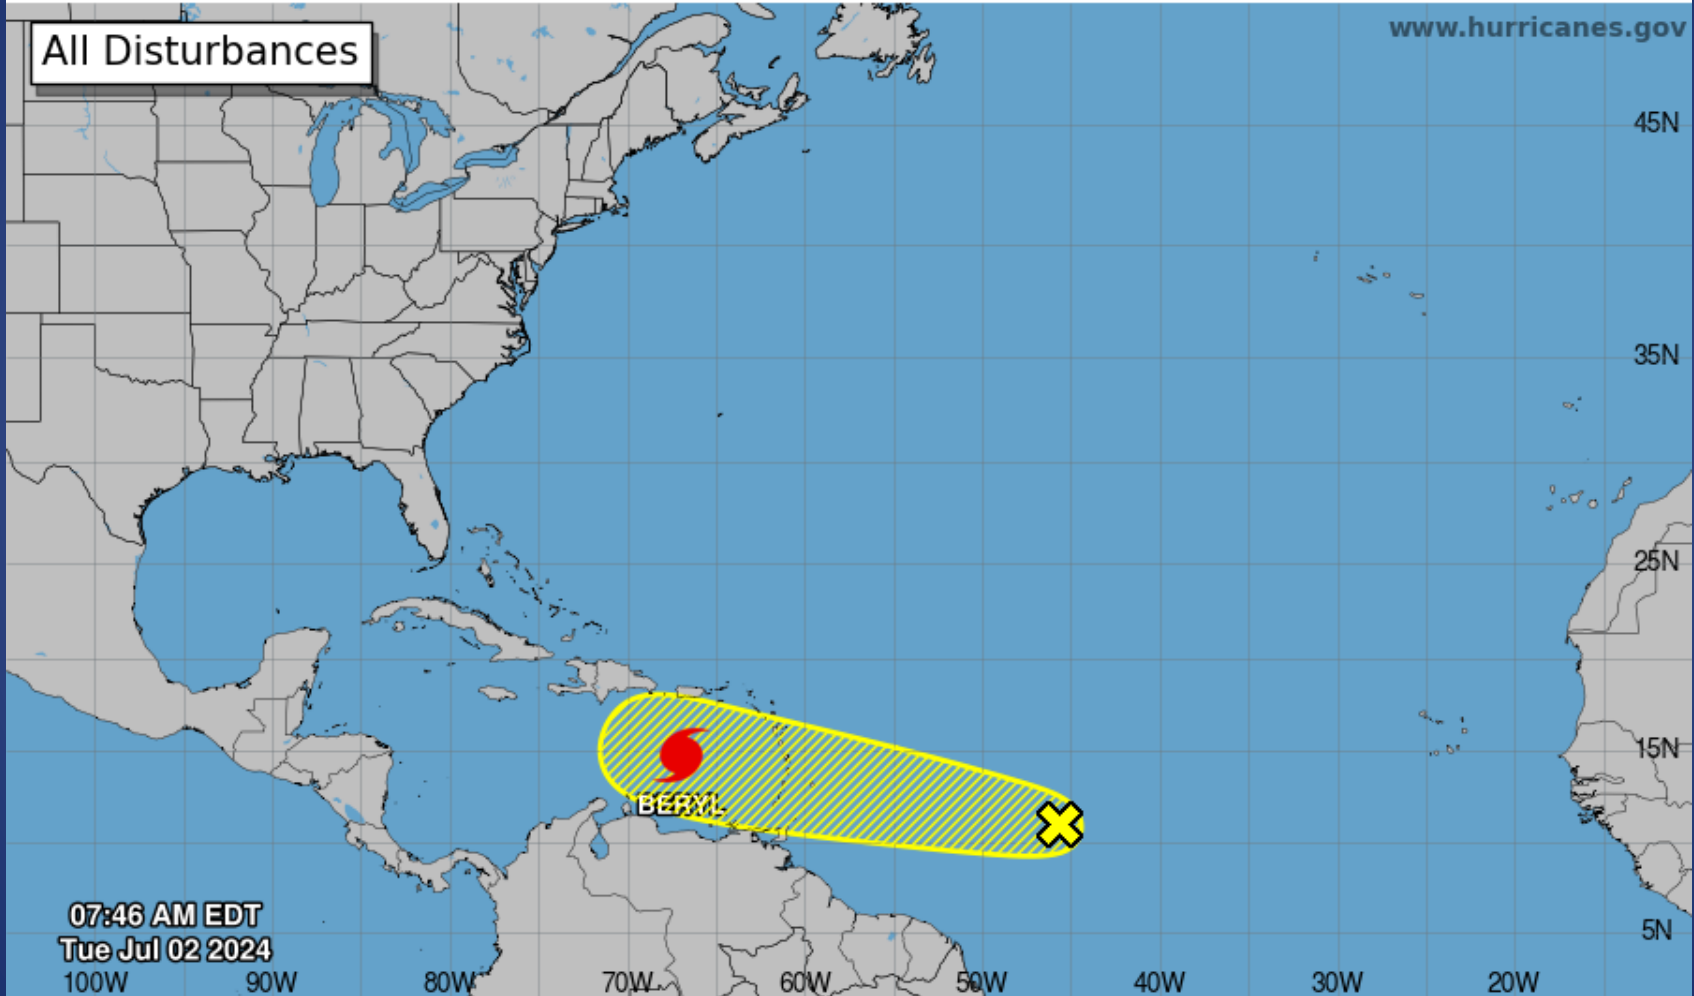 All Disturbances
www.hurricanes.gov
45N
35N
25N
15N
BERYL
5N
07:46 AM EDT
Tue Jul 02 2024
100W 90W 80W 70W 60W 50W 40W 30W 20W